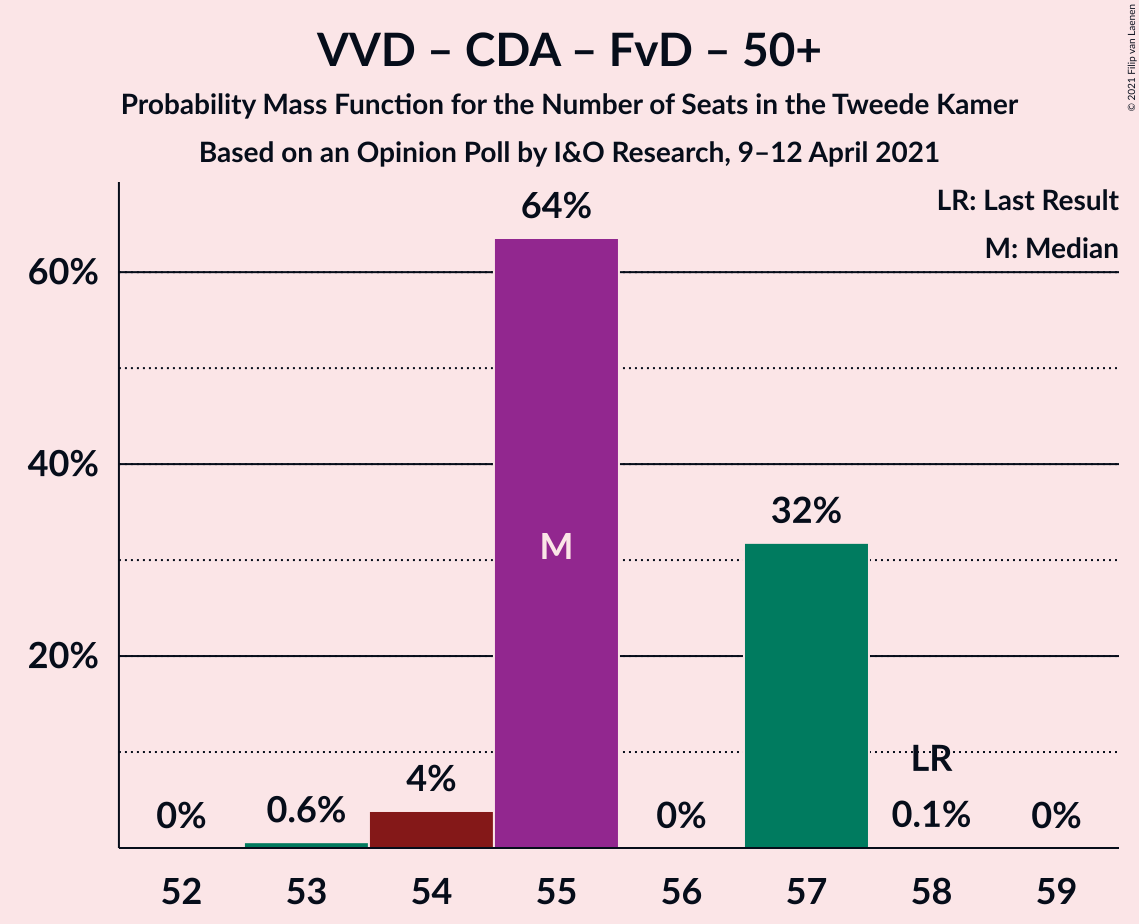 VVD – CDA – FvD – 50+
Probability Mass Function for the Number of Seats in the Tweede Kamer
Based on an Opinion Poll by I&O Research, 9–12 April 2021
© 2021 Filip van Laenen
LR: Last Result
M: Median
64%
60%
40%
32%
M
20%
LR
4%
0% 0.6% 0% 0.1% 0%
52 53 54 55 56 57 58 59